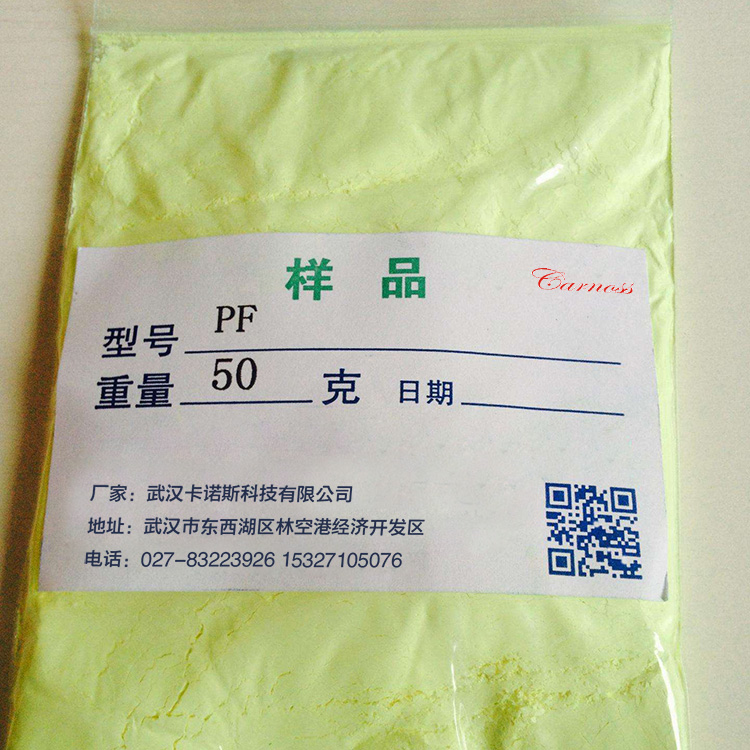 样 品
Carnoss
型号 PF
重量 50 克 日期
厂家：武汉卡诺斯科技有限公司
地址：武汉市东西湖区林空港经济开发区
电话：027-83223926 15327105076